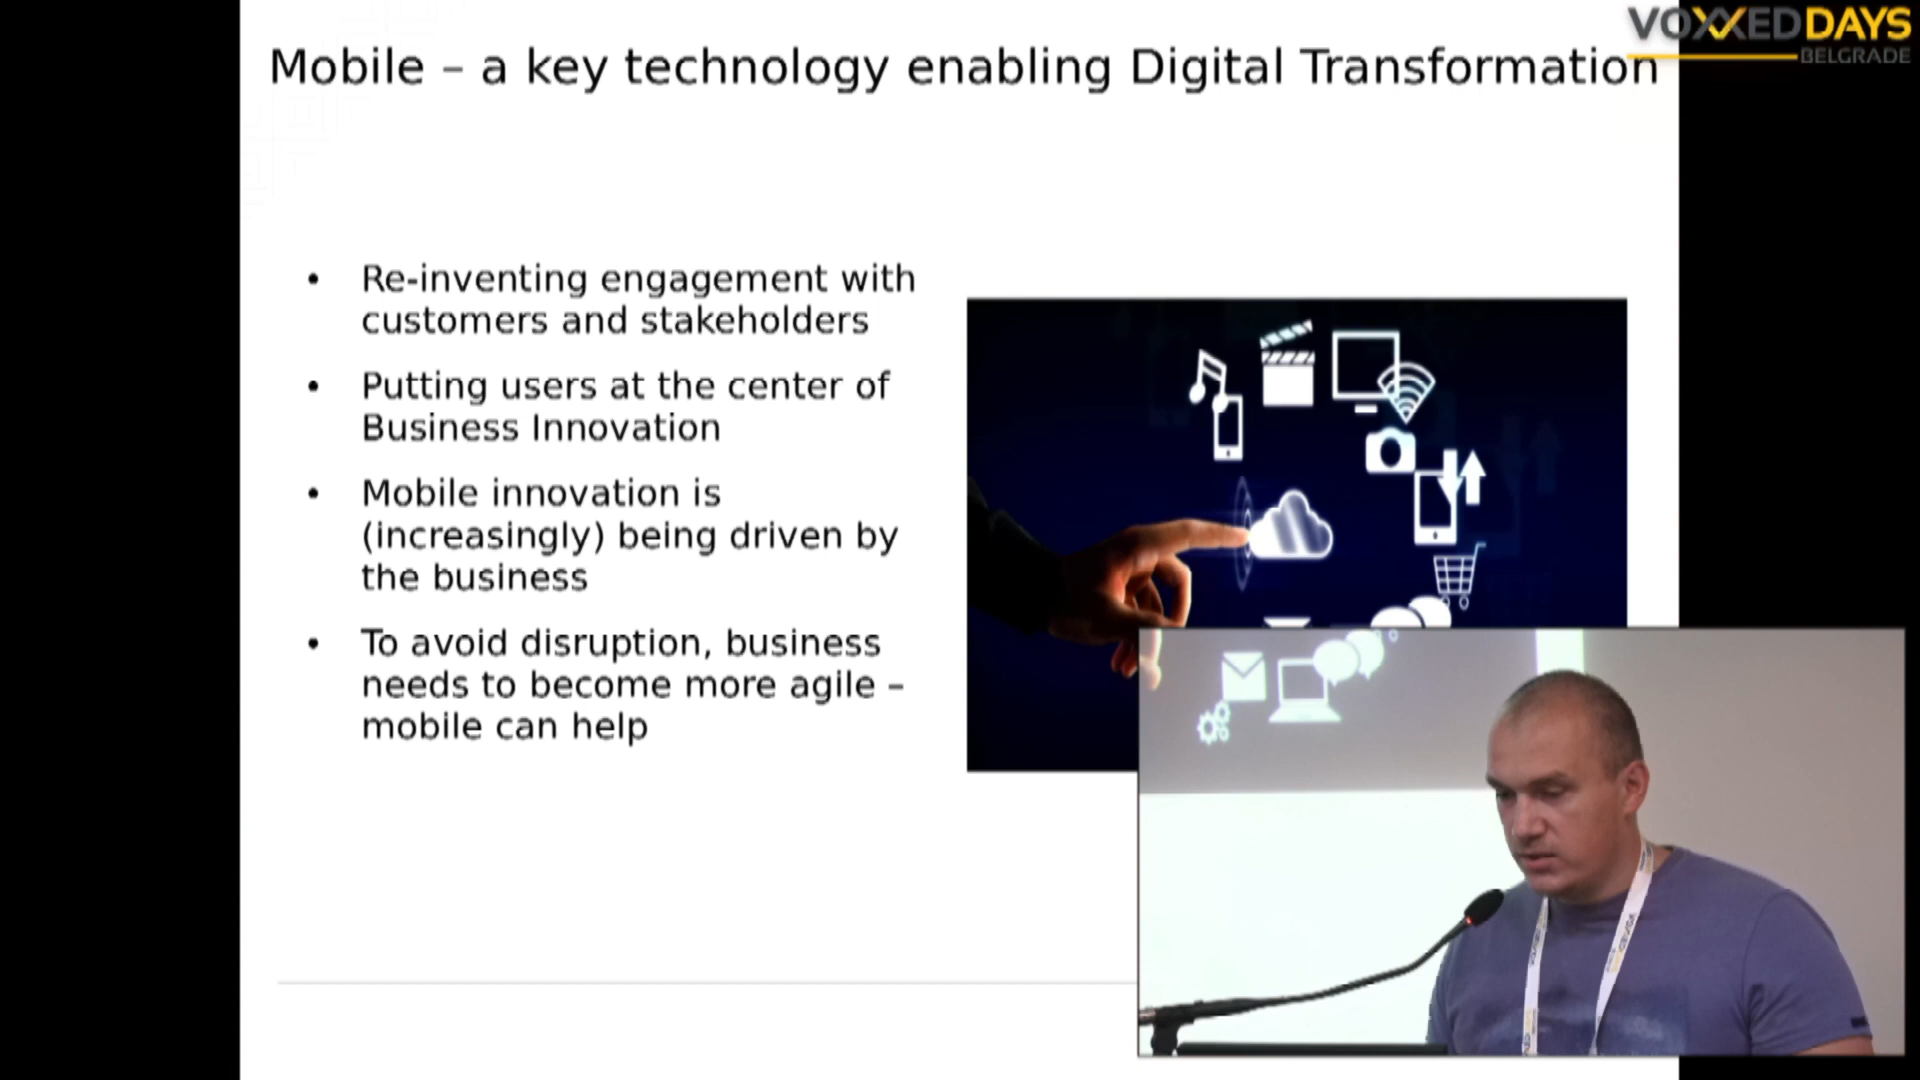 VOXXEDDAYS
BELGRADE
Mobile – a key technology enabling Digital Transformation
• Re-inventing engagement with
customers and stakeholders
• Putting users at the center of
Business Innovation
• Mobile innovation is
(increasingly) being driven by
the business
• To avoid disruption, business
needs to become more agile –
mobile can help